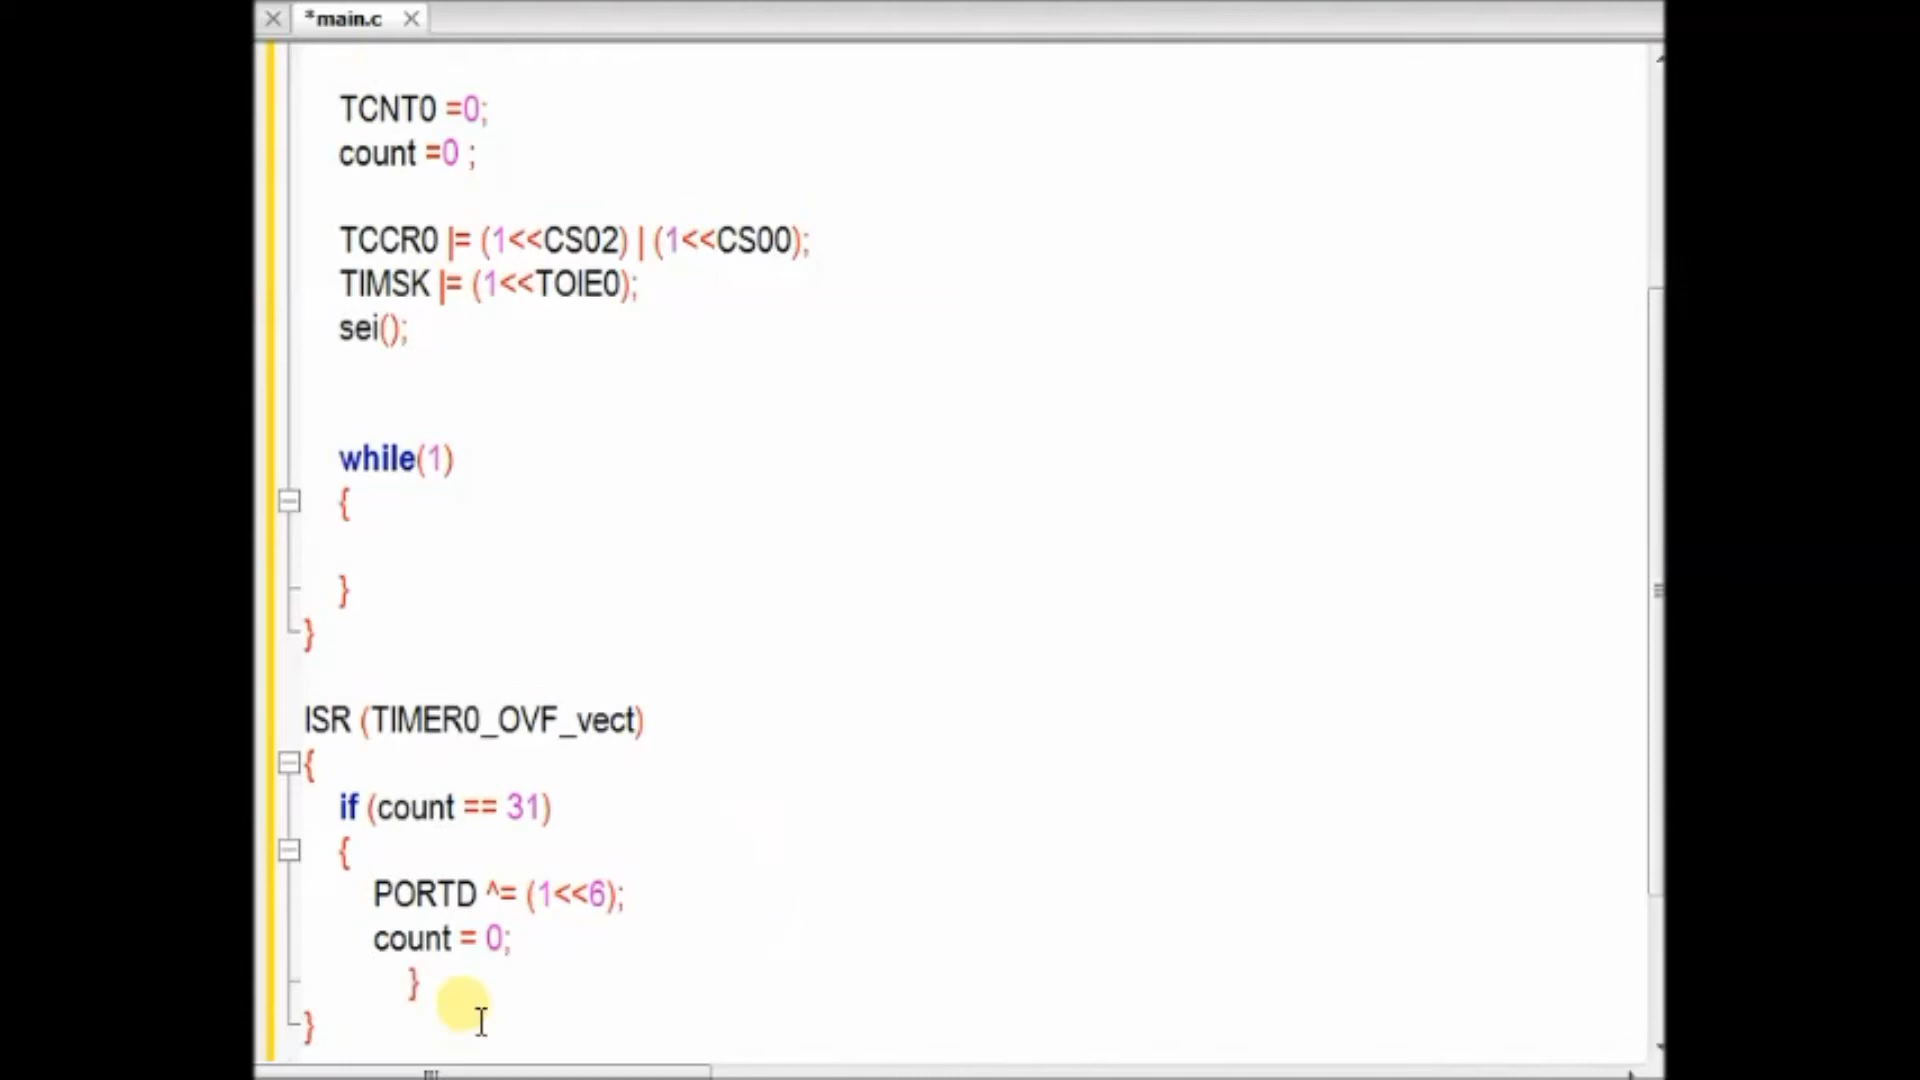 *main.c
TCNT0 =0;
count =0 ;
TCCR0 |= (1<<CS02) | (1<<CS00);
TIMSK |= (1<<TOIE0);
sei();
while(1)
{
}
}
ISR (TIMER0_OVF_vect)
{
if (count == 31)
{
PORTD ^= (1<<6);
count = 0;
}
}